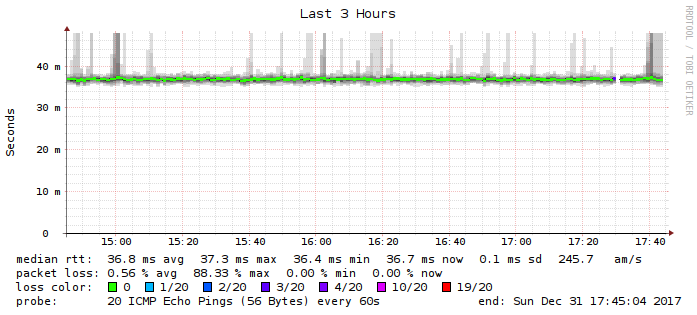 Last 3 Hours
RRDTOOL / TOBI OETIKER
Seconds
40 m
30 m
20 m
10 m
0
15:00 15:20 15:40 16:00 16:20 16:40 17:00 17:20 17:40
median rtt: 36.8 ms avg 37.3 ms max 36.4 ms min 36.7 ms now 0.1 ms sd 245.7 am/s
packet loss: 0.56 % avg 88.33 % max 0.00 % min 0.00 % now
loss color: 0 1/20 2/20 3/20 4/20 10/20 19/20
probe: 20 ICMP Echo Pings (56 Bytes) every 60s end: Sun Dec 31 17:45:04 2017